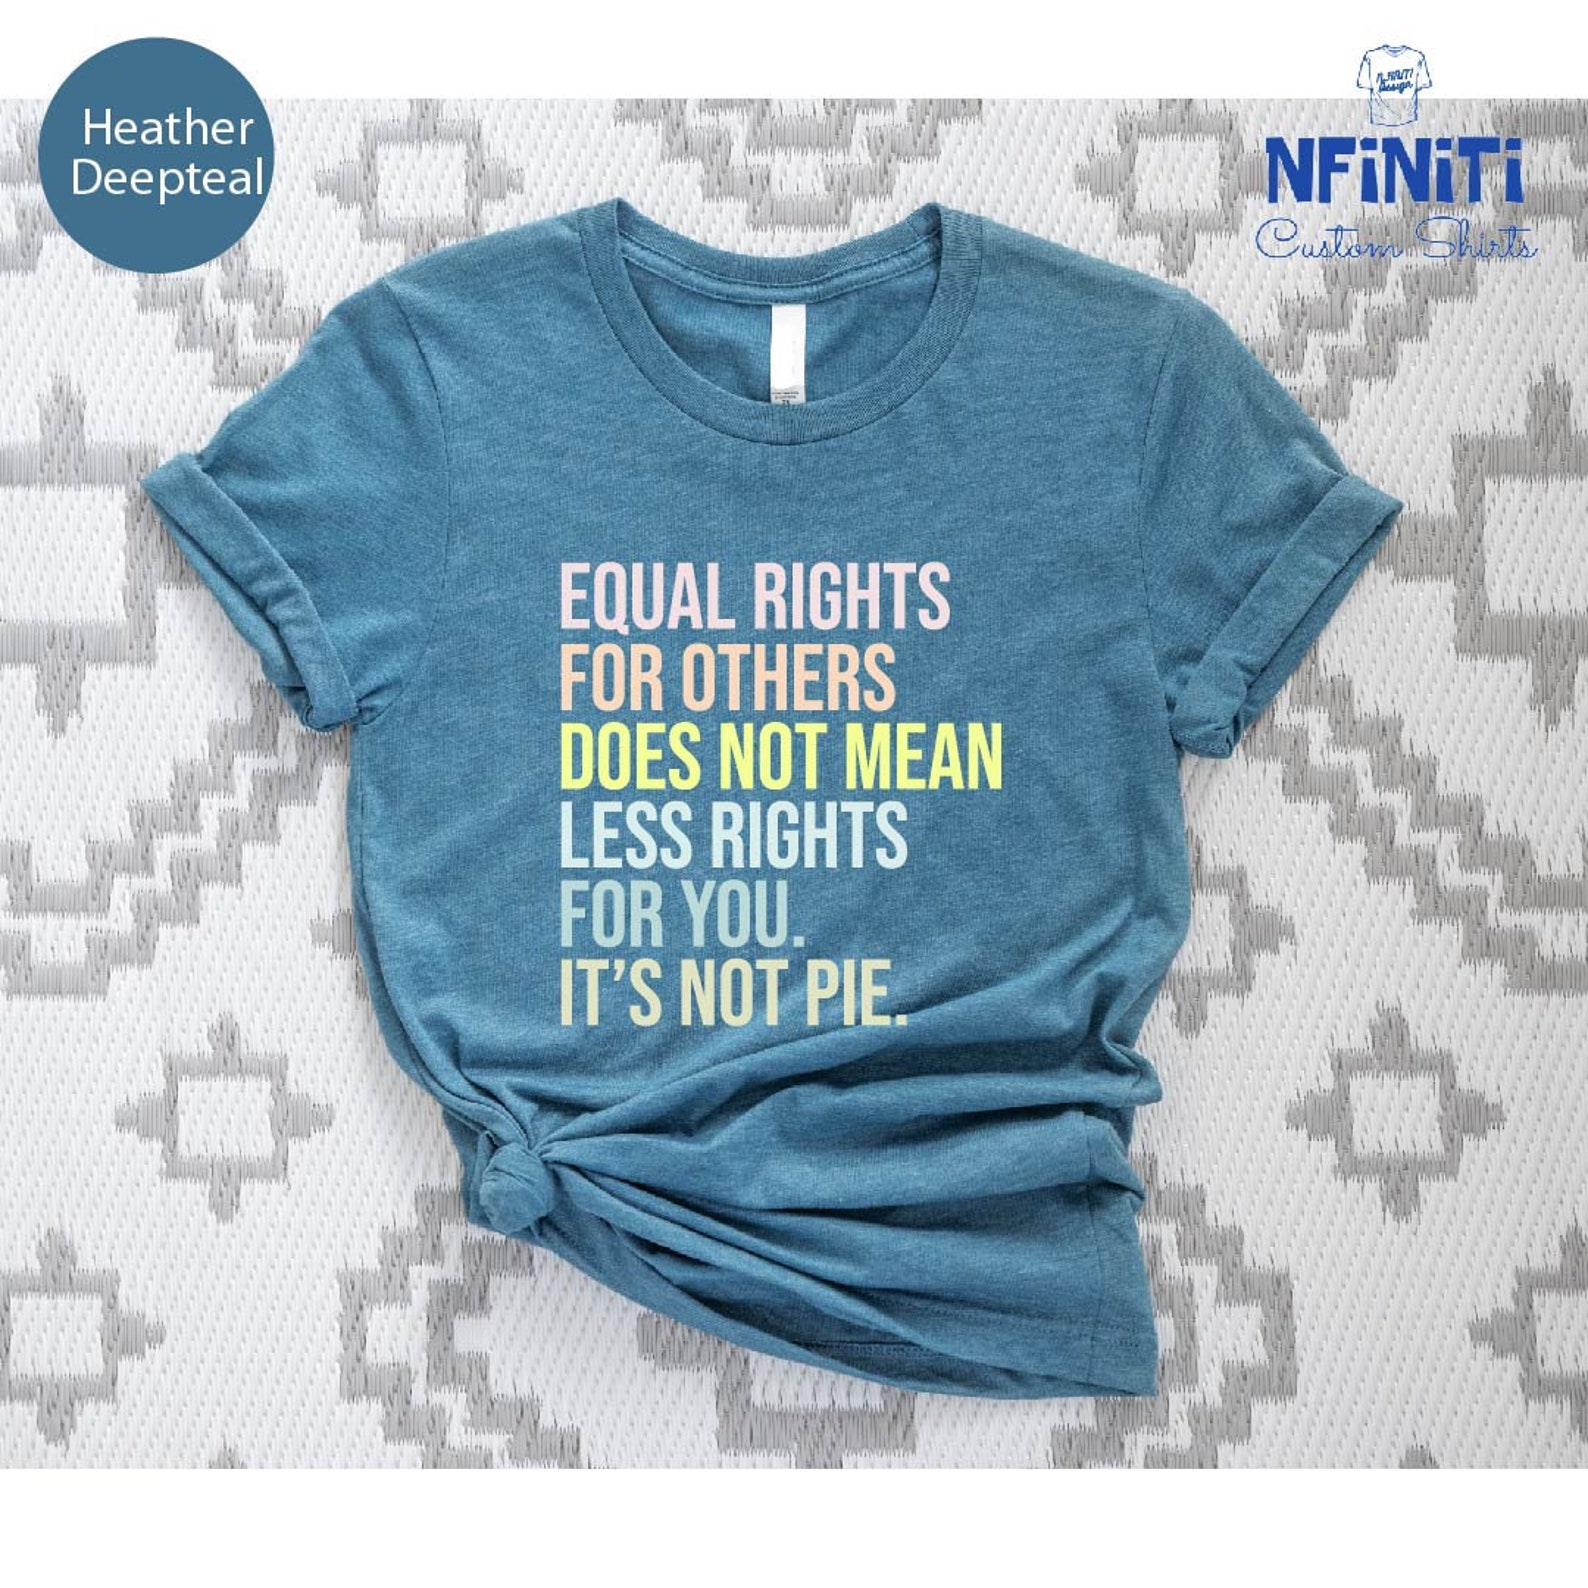 Heather
Deepteal
NFiNiTi
Custom Shirts
EQUAL RIGHTS
FOR OTHERS
DOES NOT MEAN
LESS RIGHTS
FOR YOU.
IT'S NOT PIE.